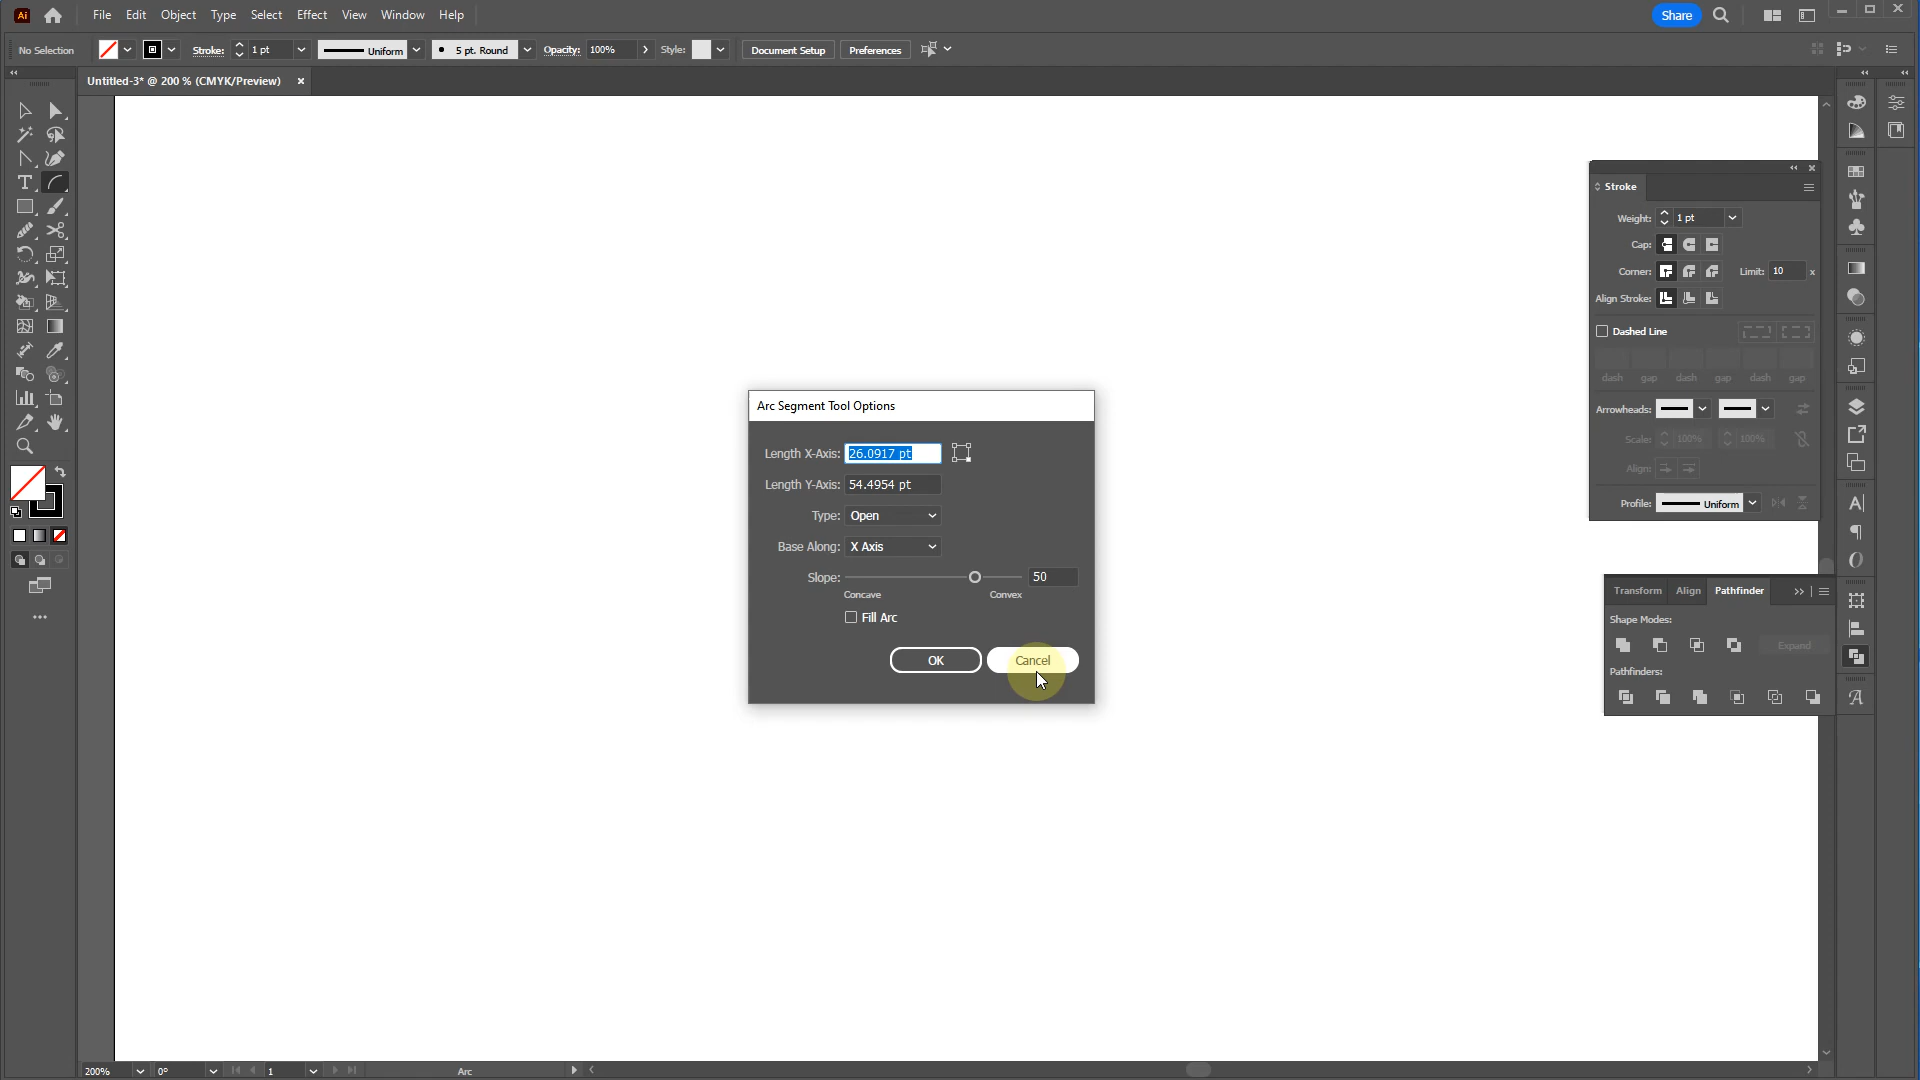 Ai File Edit Object Type Select Effect View Window Help Share
No Selection Stroke: 1 pt Uniform 5 pt. Round Opacity: 100% Style: Document Setup Preferences
Untitled-3* @ 200 % (CMYK/Preview)
Stroke
Weight: 1 pt
Cap:
Corner: Limit: 10 x
Align Stroke:
Dashed Line
dash gap dash gap dash gap
Arrowheads:
Scale: 100% 100%
Align:
Profile: Uniform
Arc Segment Tool Options
Length X-Axis: 26.0917 pt
Length Y-Axis: 54.4954 pt
Type: Open
Base Along: X Axis
Slope: 50
Concave Convex
Fill Arc
OK Cancel
Transform Align Pathfinder
Shape Modes:
Expand
Pathfinders:
200% 0° 1 Arc